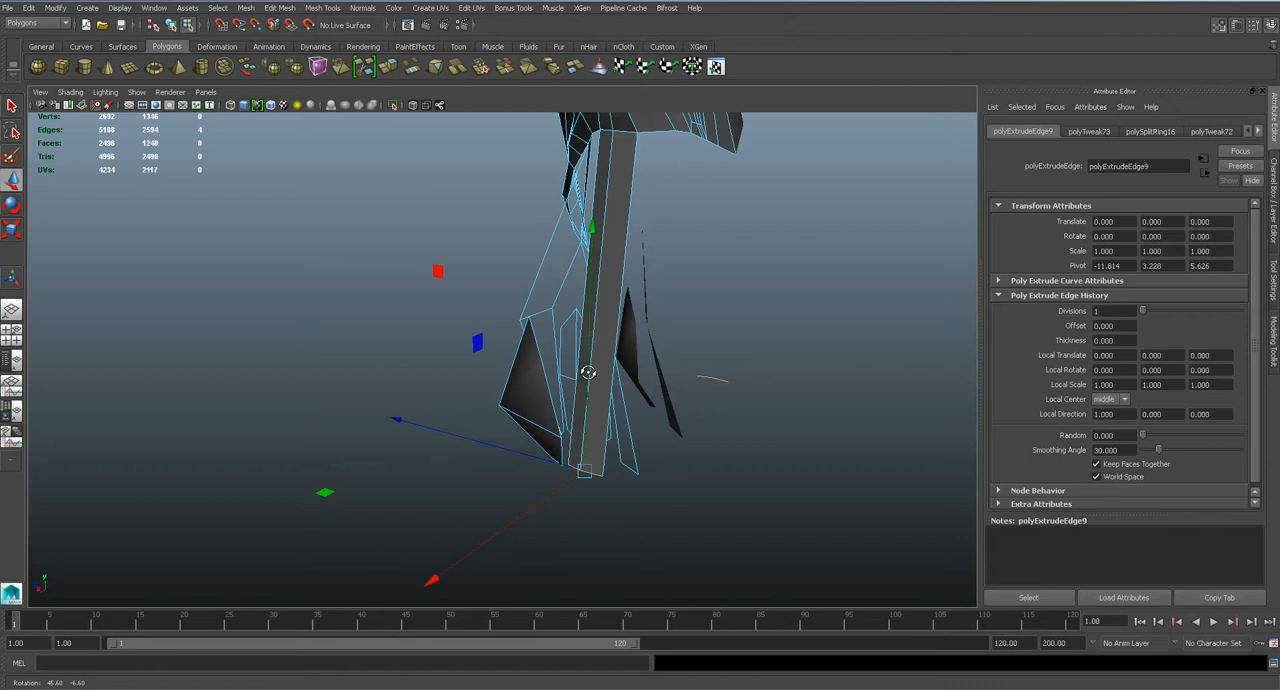 File Edit Modify Create Display Window Assets Select Mesh Edit Mesh Mesh Tools Normals Color Create UVs Edit UVs Bonus Tools Muscle XGen Pipeline Cache Bifrost Help
Polygons No Live Surface
General Curves Surfaces Polygons Deformation Animation Dynamics Rendering PaintEffects Toon Muscle Fluids Fur nHair nCloth Custom XGen
View Shading Lighting Show Renderer Panels
Verts: 2692 1346 0
Edges: 5188 2594 4
Faces: 2496 1248 0
Tris: 4996 2498 0
UVs: 4234 2117 0
Attribute Editor
List Selected Focus Attributes Show Help
polyExtrudeEdge9 polyTweak73 polySplitRing16 polyTweak72
Focus
polyExtrudeEdge: polyExtrudeEdge9 Presets
Show Hide
Transform Attributes
Translate 0.000 0.000 0.000
Rotate 0.000 0.000 0.000
Scale 1.000 1.000 1.000
Pivot -11.814 3.228 5.626
Poly Extrude Curve Attributes
Poly Extrude Edge History
Divisions 1
Offset 0.000
Thickness 0.000
Local Translate 0.000 0.000 0.000
Local Rotate 0.000 0.000 0.000
Local Scale 1.000 1.000 1.000
Local Center middle
Local Direction 1.000 0.000 0.000
Random 0.000
Smoothing Angle 30.000
Keep Faces Together
World Space
Node Behavior
Extra Attributes
Notes: polyExtrudeEdge9
Select Load Attributes Copy Tab
Attribute Editor
Channel Box / Layer Editor
Tool Settings
Modeling Toolkit
y
x
1 5 10 15 20 25 30 35 40 45 50 55 60 65 70 75 80 85 90 95 100 105 110 115 120 1.00
1.00 1.00 1 120 120.00 200.00 No Anim Layer No Character Set
MEL
Rotation: 45.60 -6.60